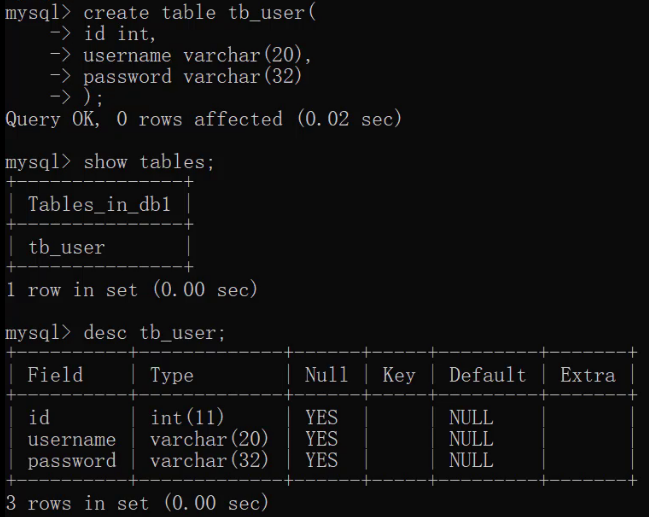 mysql> create table tb_user(
    -> id int,
    -> username varchar(20),
    -> password varchar(32)
    -> );
Query OK, 0 rows affected (0.02 sec)
mysql> show tables;
+---------------+
| Tables_in_db1 |
+---------------+
| tb_user       |
+---------------+
1 row in set (0.00 sec)
mysql> desc tb_user;
+----------+-------------+------+-----+---------+-------+
| Field    | Type        | Null | Key | Default | Extra |
+----------+-------------+------+-----+---------+-------+
| id       | int(11)     | YES  |     | NULL    |       |
| username | varchar(20) | YES  |     | NULL    |       |
| password | varchar(32) | YES  |     | NULL    |       |
+----------+-------------+------+-----+---------+-------+
3 rows in set (0.00 sec)